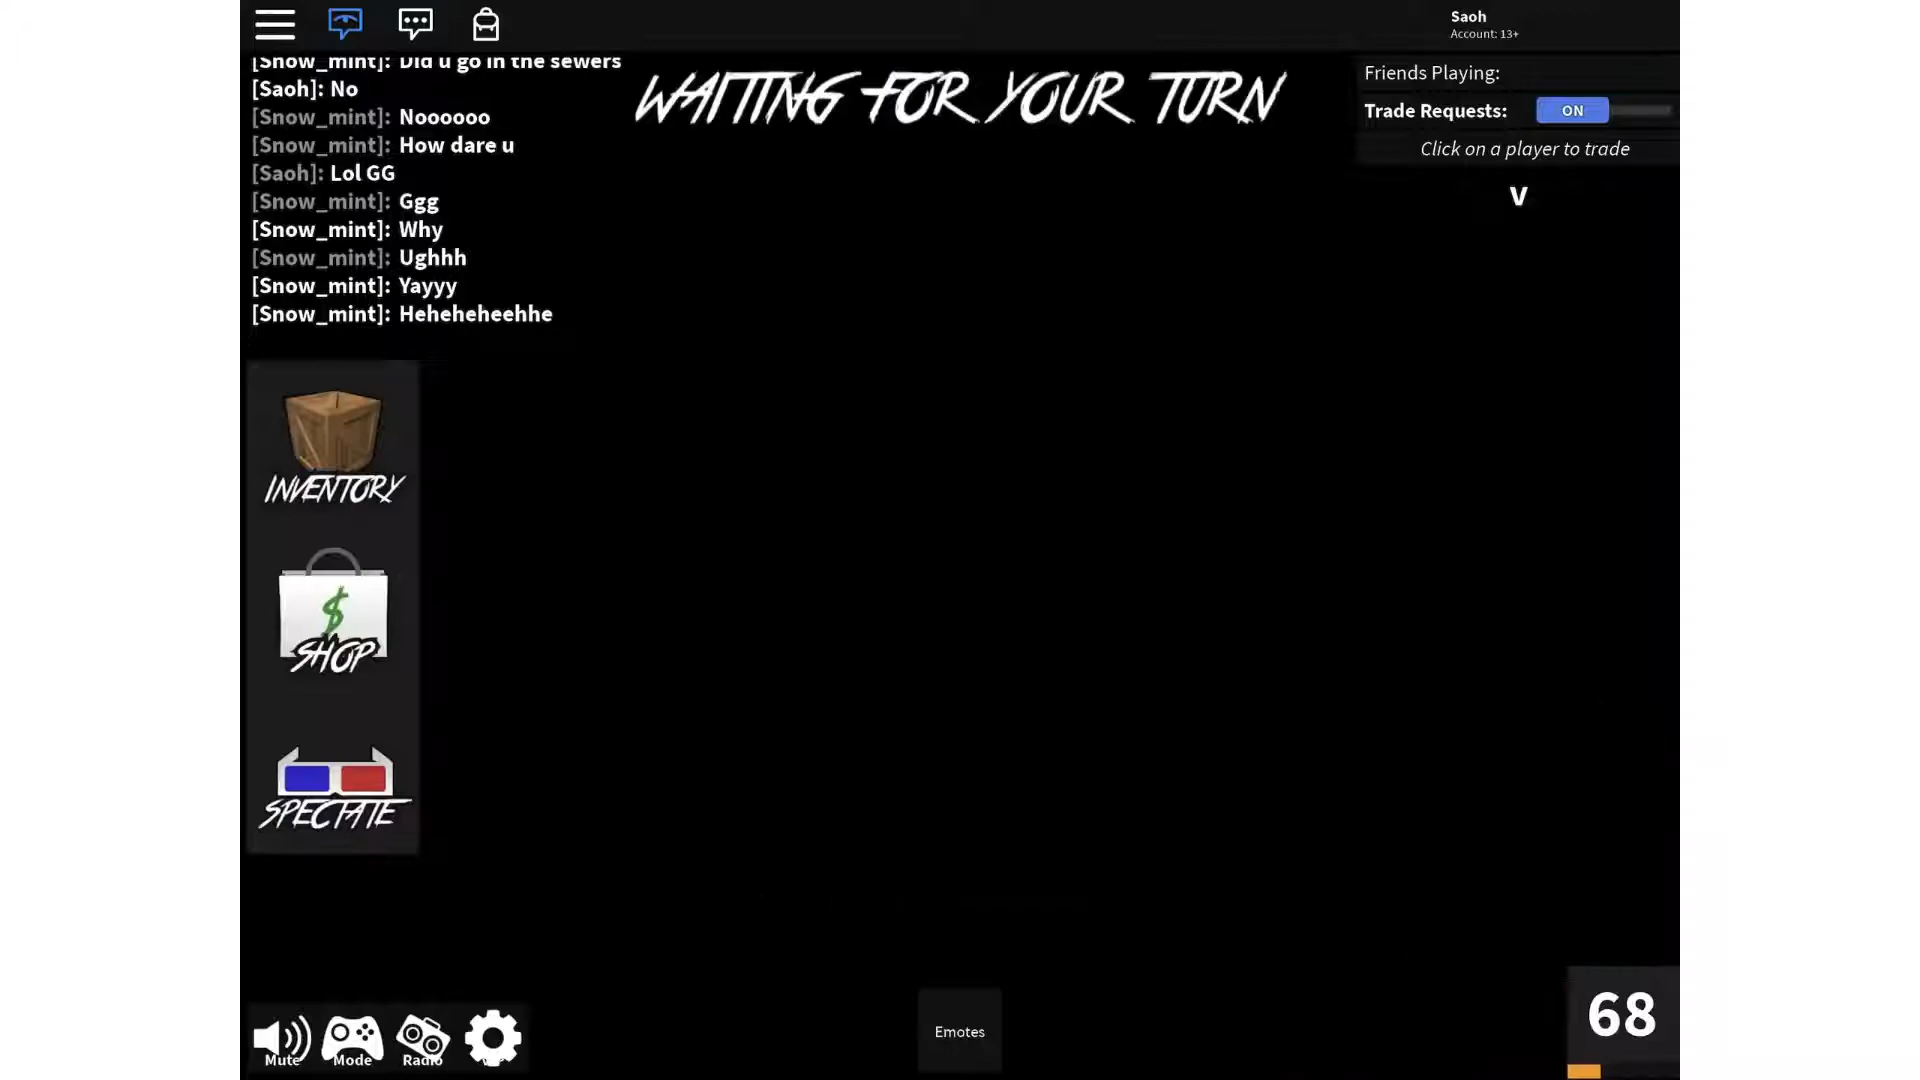 Saoh
Account: 13+
[Snow_mint]: Did u go in the sewers
[Saoh]: No
[Snow_mint]: Noooooo
[Snow_mint]: How dare u
[Saoh]: Lol GG
[Snow_mint]: Ggg
[Snow_mint]: Why
[Snow_mint]: Ughhh
[Snow_mint]: Yayyy
[Snow_mint]: Heheheheehhe
WAITING FOR YOUR TURN
Friends Playing:
Trade Requests: ON
Click on a player to trade
V
INVENTORY
$
SHOP
SPECTATE
Mute
Mode
Radio
Emotes
68